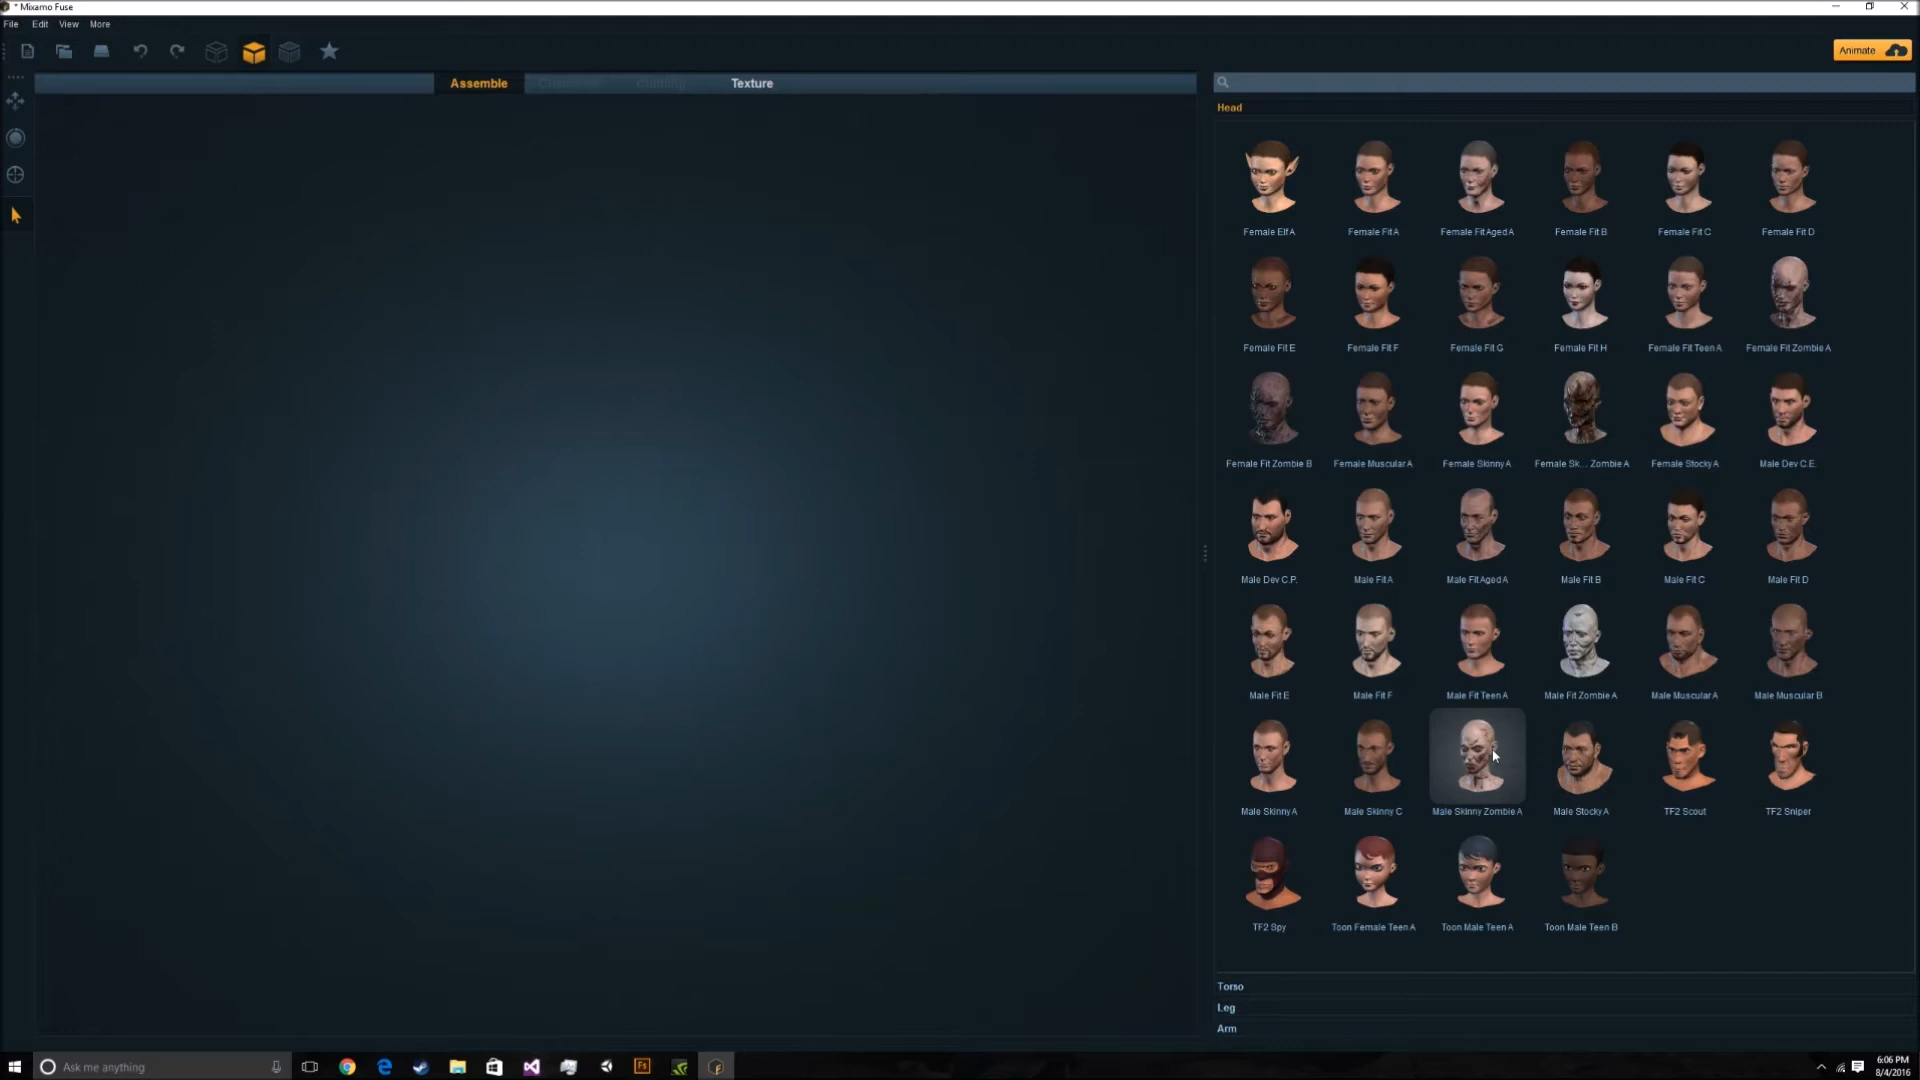 * Mixamo Fuse
File Edit View More
Animate
Assemble Texture
Head
Female Elf A Female Fit A Female Fit Aged A Female Fit B Female Fit C Female Fit D
Female Fit E Female Fit F Female Fit G Female Fit H Female Fit Teen A Female Fit Zombie A
Female Fit Zombie B Female Muscular A Female Skinny A Female Sk... Zombie A Female Stocky A Male Dev C.E.
Male Dev C.P. Male Fit A Male Fit Aged A Male Fit B Male Fit C Male Fit D
Male Fit E Male Fit F Male Fit Teen A Male Fit Zombie A Male Muscular A Male Muscular B
Male Skinny A Male Skinny C Male Skinny Zombie A Male Stocky A TF2 Scout TF2 Sniper
TF2 Spy Toon Female Teen A Toon Male Teen A Toon Male Teen B
Torso
Leg
Arm
Ask me anything
Fs
6:06 PM
8/4/2016